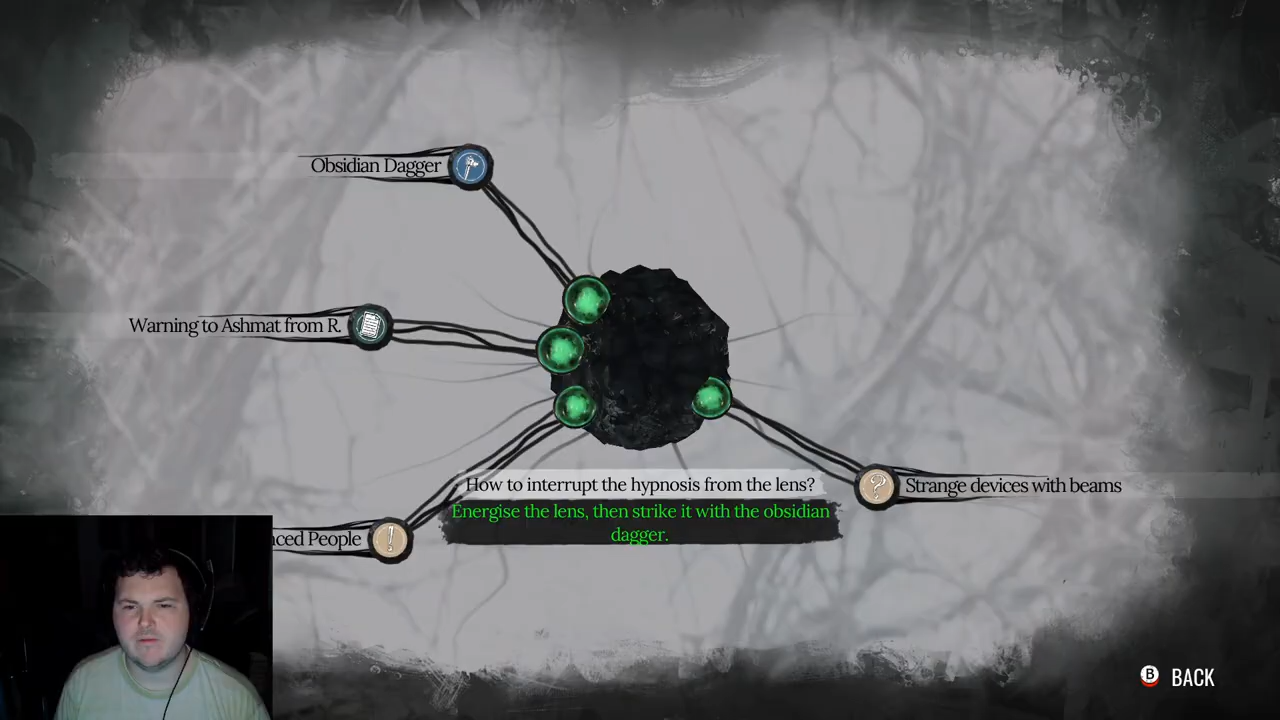 Obsidian Dagger
Warning to Ashmat from R.
How to interrupt the hypnosis from the lens?
Energise the lens, then strike it with the obsidian
dagger.
Strange devices with beams
People
B BACK